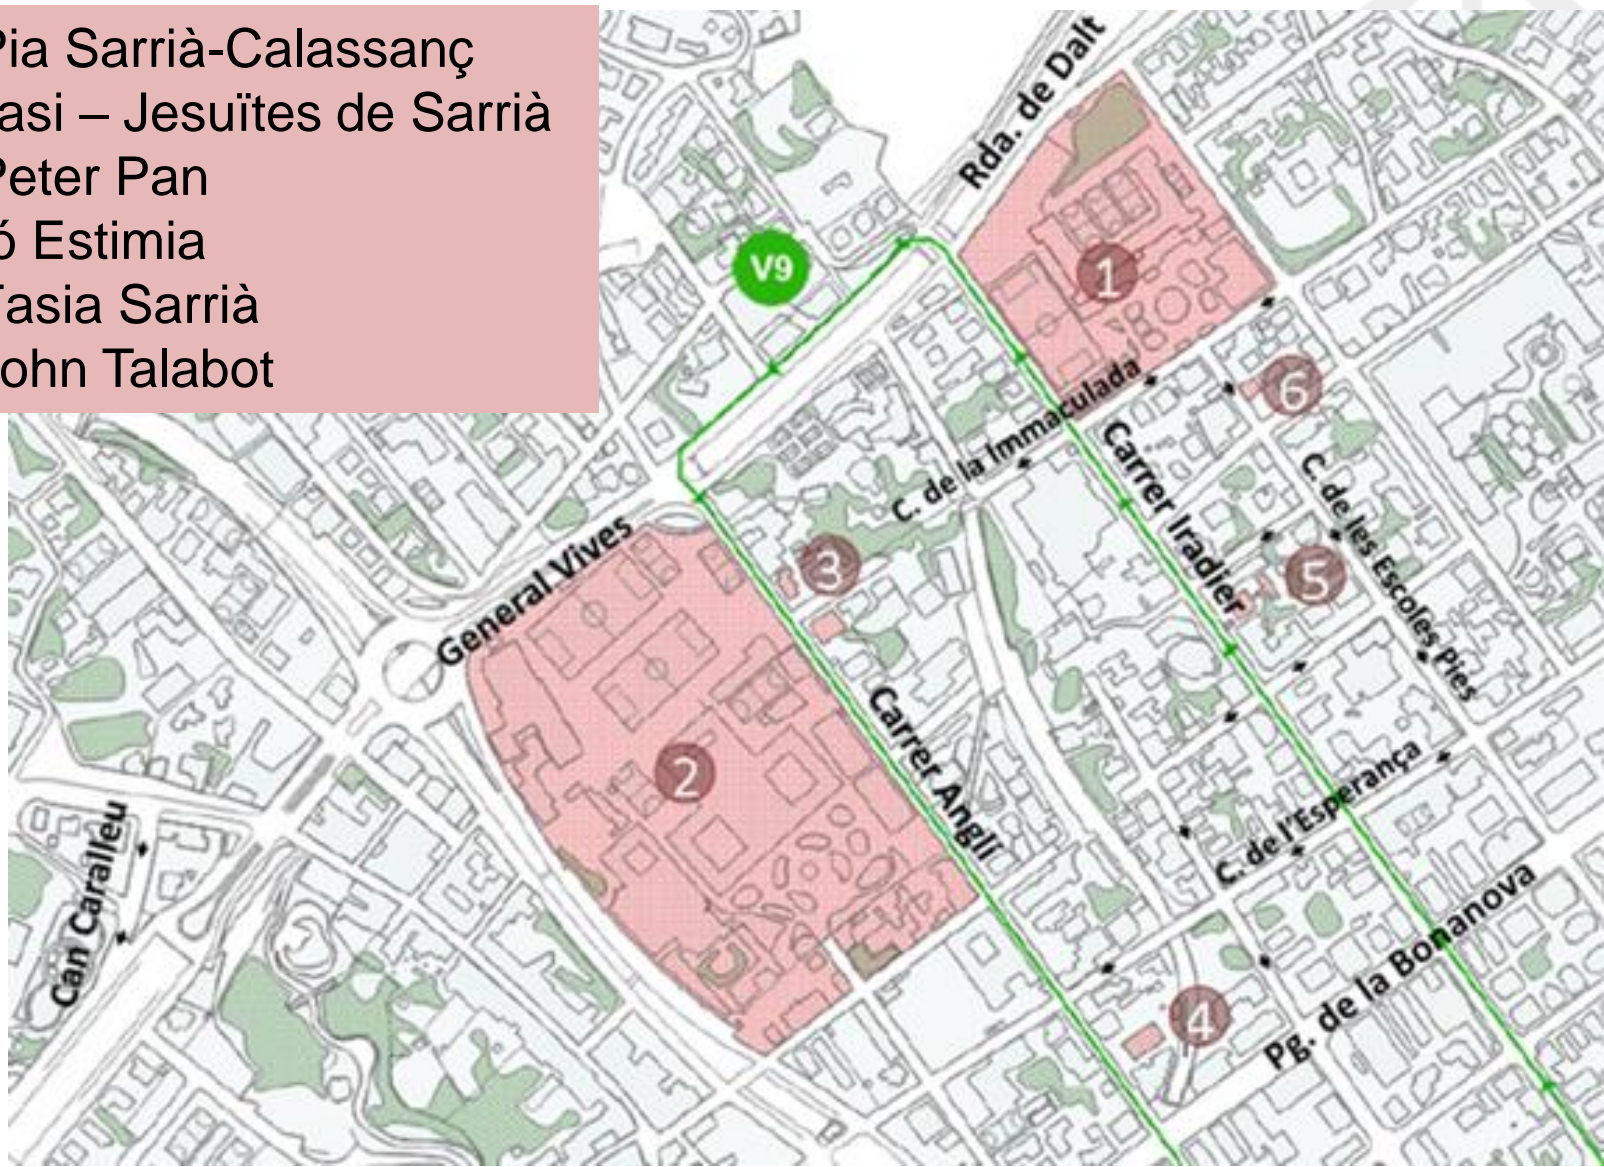 Pia Sarrià-Calassanç
asi – Jesuïtes de Sarrià
Peter Pan
ó Estimia
Tasia Sarrià
John Talabot
Rda. de Dalt
V9
1
C. de la Immaculada
6
Carrer Iradier
C. de les Escoles Pies
General Vives
3
5
2
Carrer Anglí
C. de l'Esperança
Can Caralleu
Pg. de la Bonanova
4